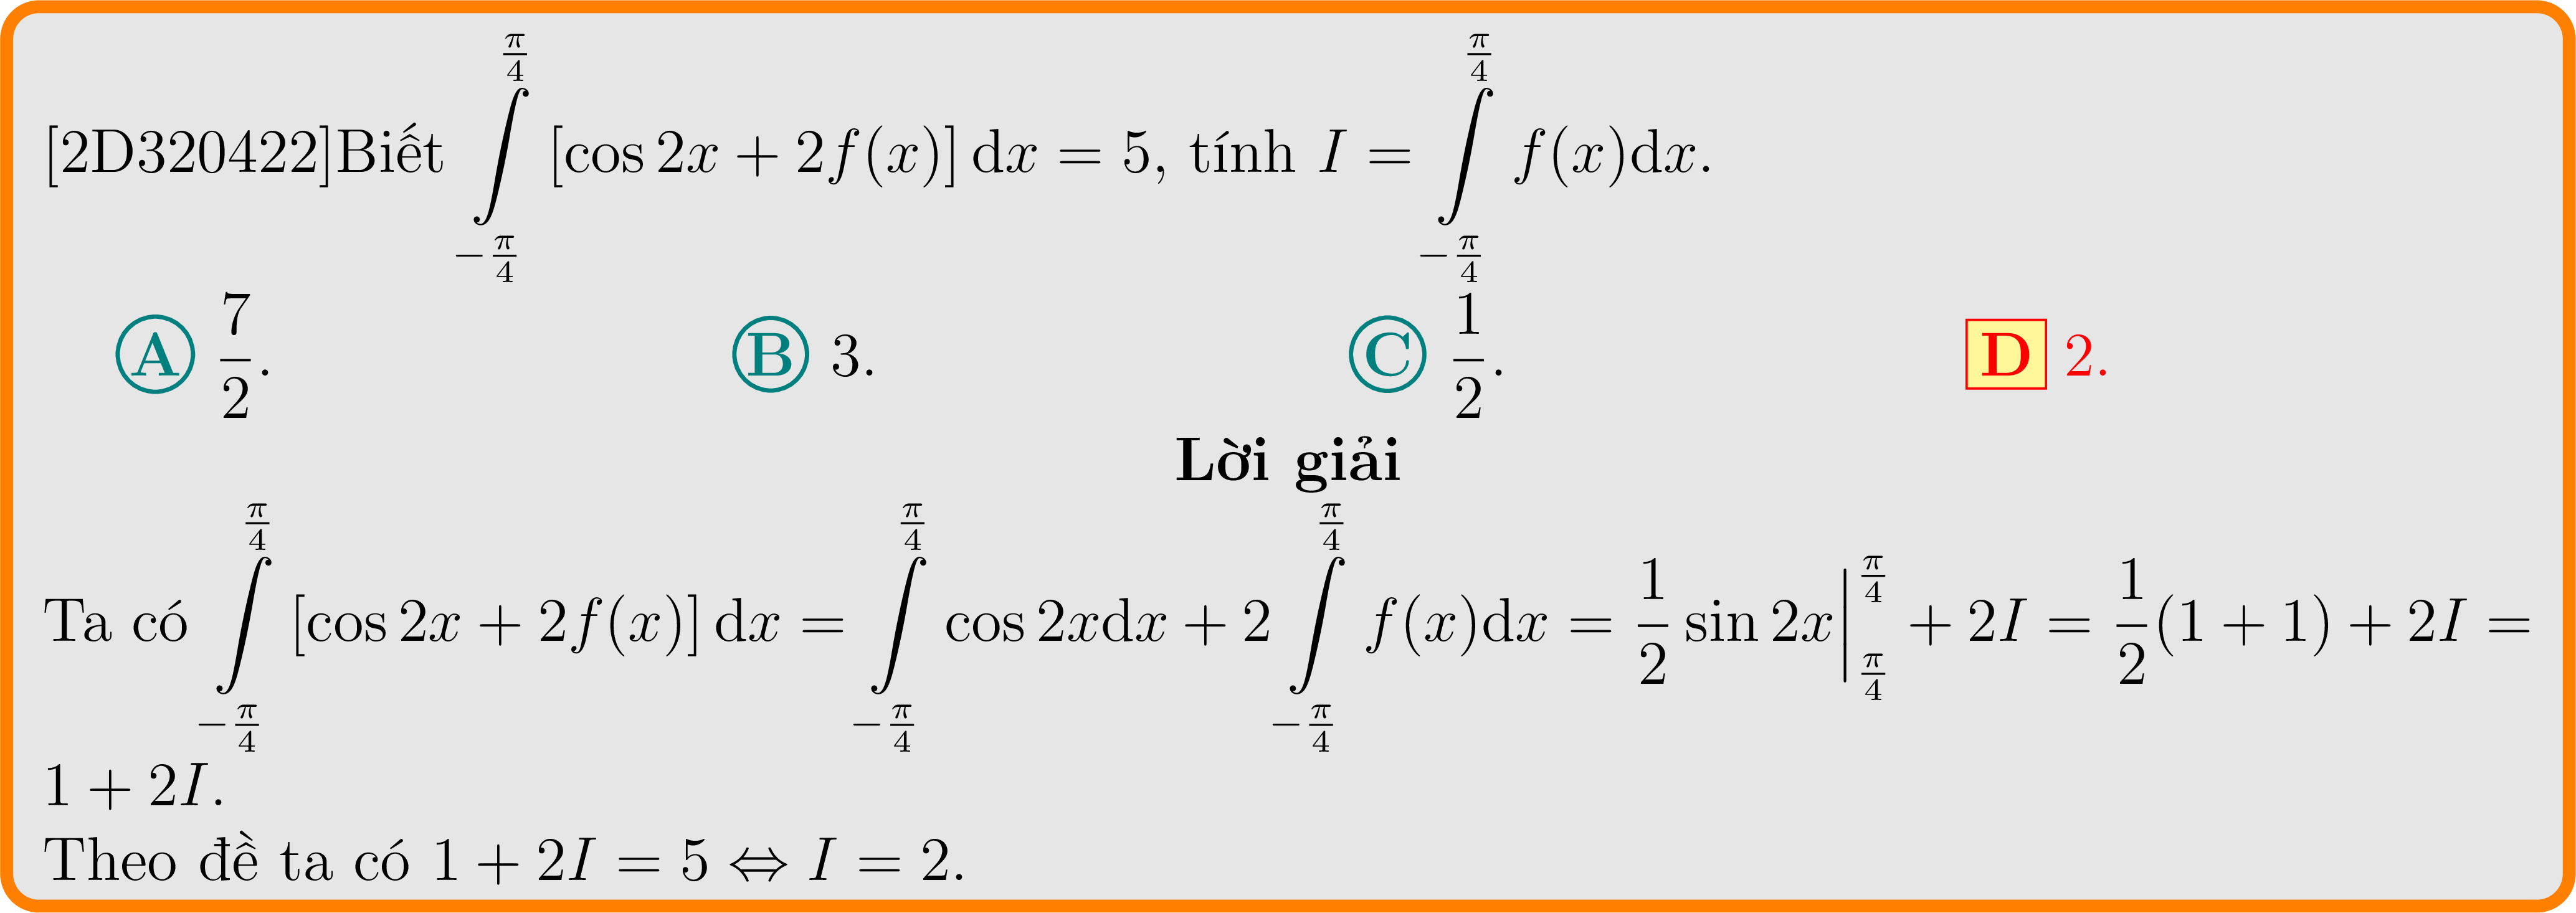 [2D320422]Biết $\int\limits_{-\frac{\pi}{4}}^{\frac{\pi}{4}} [\cos 2x + 2f(x)]\,\mathrm{d}x = 5$, tính $I = \int\limits_{-\frac{\pi}{4}}^{\frac{\pi}{4}} f(x)\mathrm{d}x$.
A $\frac{7}{2}$. B 3. C $\frac{1}{2}$. D 2.
Lời giải
Ta có $\int\limits_{-\frac{\pi}{4}}^{\frac{\pi}{4}} [\cos 2x + 2f(x)]\,\mathrm{d}x = \int\limits_{-\frac{\pi}{4}}^{\frac{\pi}{4}} \cos 2x\mathrm{d}x + 2\int\limits_{-\frac{\pi}{4}}^{\frac{\pi}{4}} f(x)\mathrm{d}x = \frac{1}{2}\sin 2x\Big|_{\frac{\pi}{4}}^{\frac{\pi}{4}} + 2I = \frac{1}{2}(1 + 1) + 2I =$
$1 + 2I$.
Theo đề ta có $1 + 2I = 5 \Leftrightarrow I = 2$.